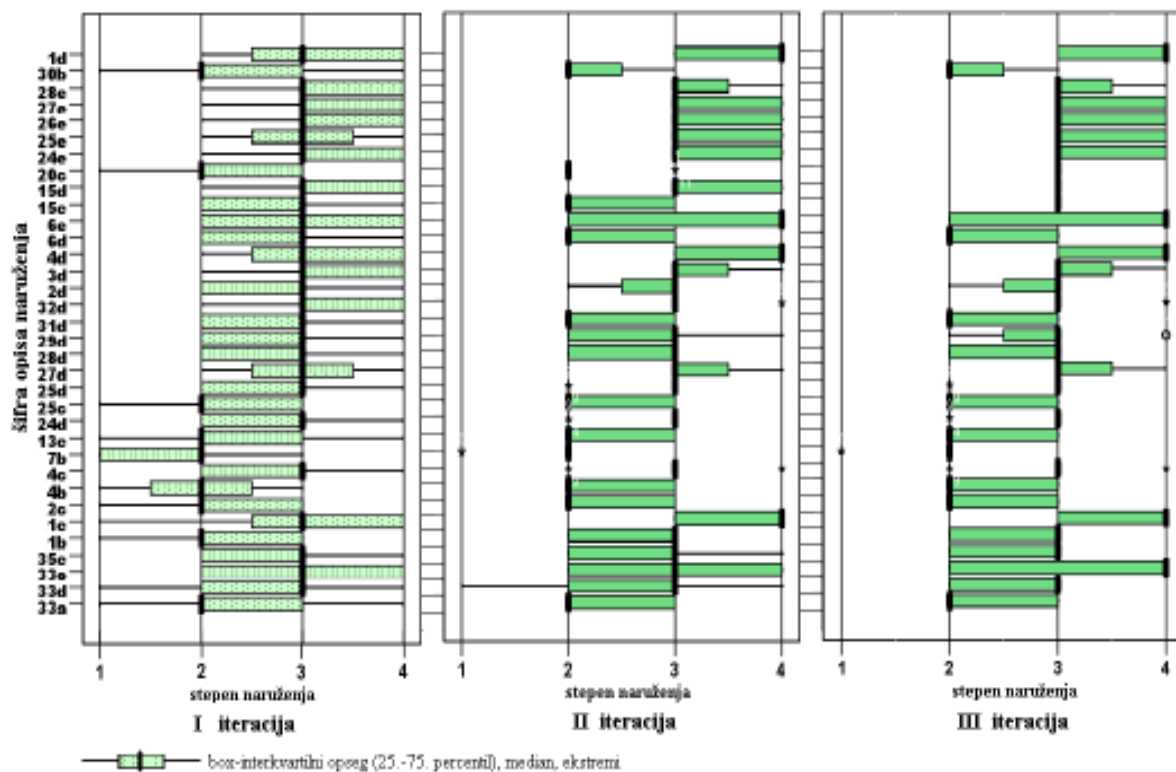 1d
30b
28e
27e
26e
25e
24e
20c
15d
15c
6e
6d
4d
3d
2d
32d
31d
29d
28d
27d
25d
25c
24d
13c
7b
4c
4b
2c
1c
1b
35c
33e
33d
33a
šifra opisa naruženja
1 2 3 4
stepen naruženja
I iteracija
1 2 3 4
stepen naruženja
II iteracija
1 2 3 4
stepen naruženja
III iteracija
box-interkvartilni opseg (25.-75. percentil), median, ekstremi